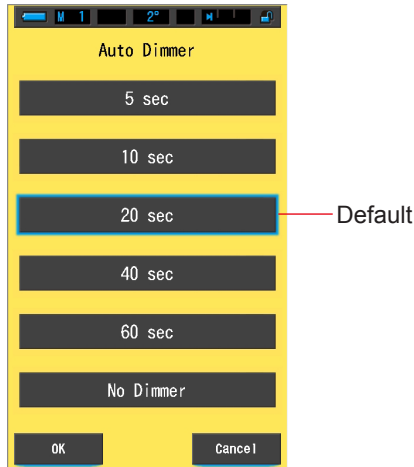 M 1 2°
Auto Dimmer
5 sec
10 sec
20 sec
Default
40 sec
60 sec
No Dimmer
OK Cancel